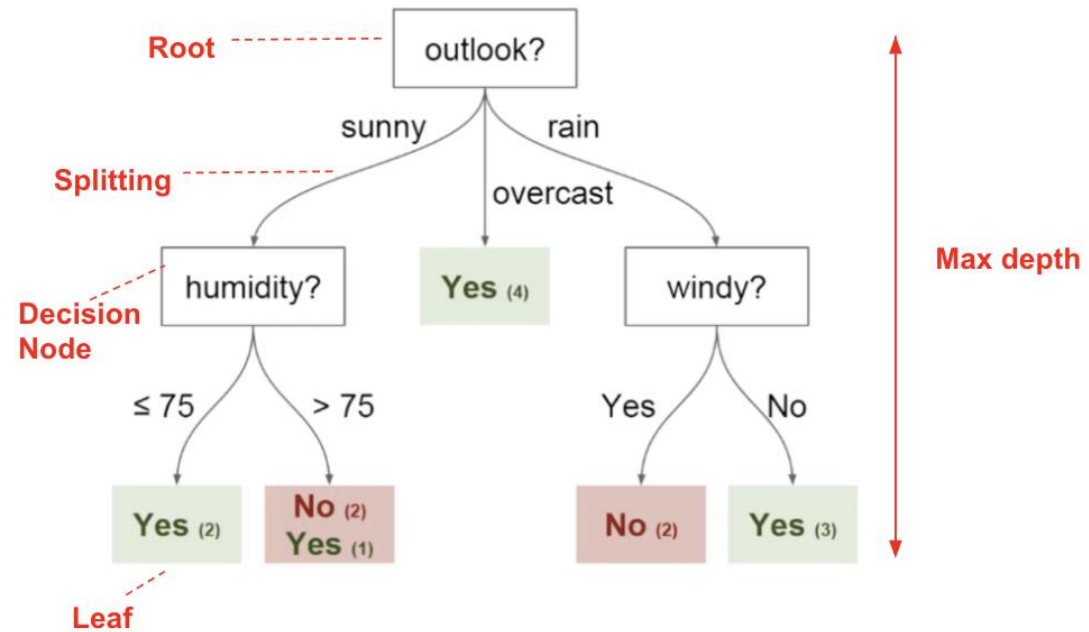 Root
outlook?
sunny
rain
Splitting
overcast
humidity?
Yes (4)
windy?
Max depth
Decision
Node
≤ 75
> 75
Yes
No
Yes (2)
No (2)
Yes (1)
No (2)
Yes (3)
Leaf